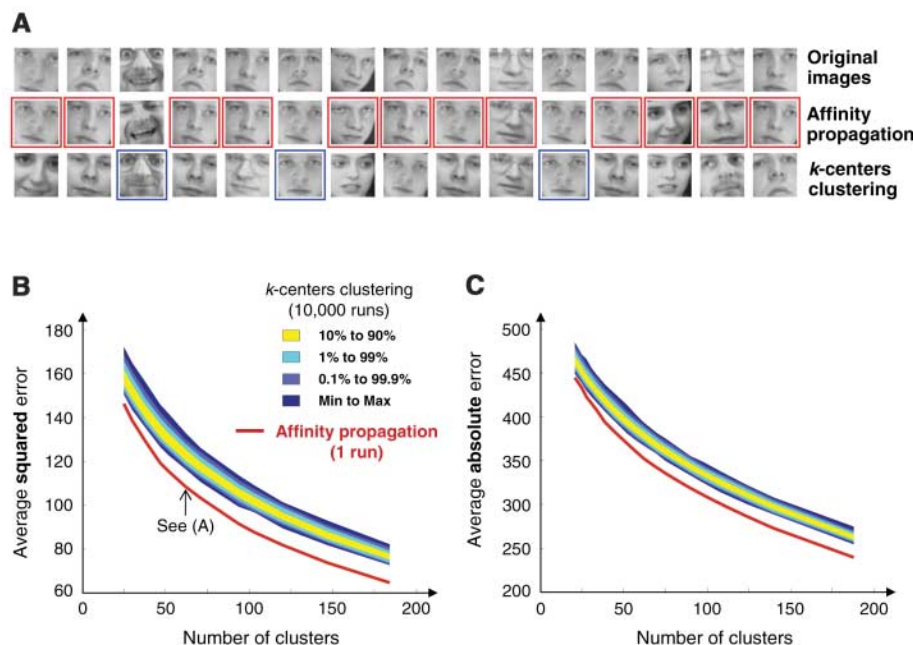 A
Original
images
Affinity
propagation
k-centers
clustering
B
k-centers clustering
(10,000 runs)
10% to 90%
1% to 99%
0.1% to 99.9%
Min to Max
Affinity propagation
(1 run)
See (A)
Average squared error
180
160
140
120
100
80
60
0
50
100
150
200
Number of clusters
C
Average absolute error
500
450
400
350
300
250
200
0
50
100
150
200
Number of clusters